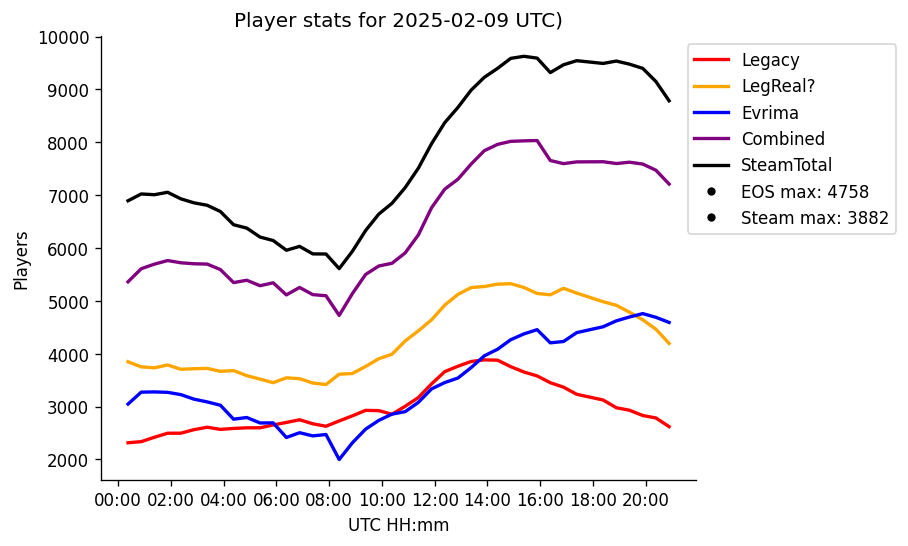 Player stats for 2025-02-09 UTC)
10000
9000
8000
7000
6000
5000
4000
3000
2000
Players
00:00 02:00 04:00 06:00 08:00 10:00 12:00 14:00 16:00 18:00 20:00
UTC HH:mm
Legacy
LegReal?
Evrima
Combined
SteamTotal
EOS max: 4758
Steam max: 3882